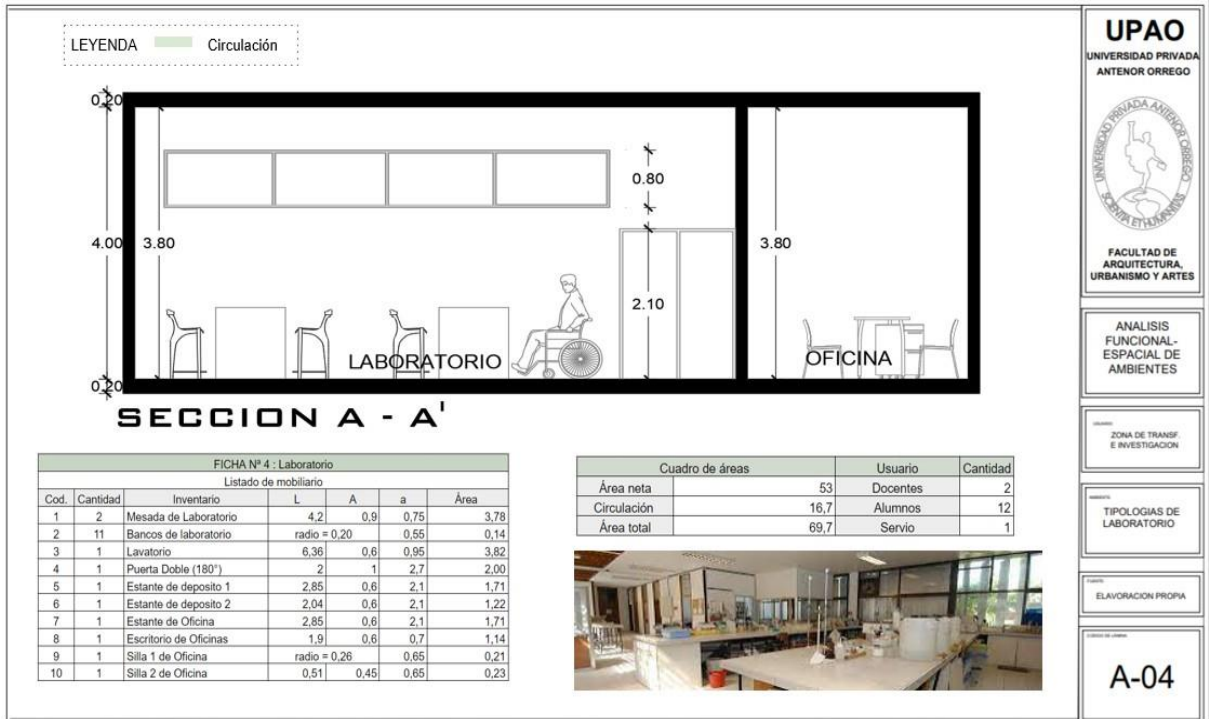 LEYENDA Circulación
0.20
4.00
3.80
0.80
2.10
3.80
0.20
LABORATORIO
OFICINA
SECCION A - A'
FICHA Nª 4 : Laboratorio
Listado de mobiliario
Cod. Cantidad Inventario L A a Área
1 2 Mesada de Laboratorio 4,2 0,9 0,75 3,78
2 11 Bancos de laboratorio radio = 0,20 0,55 0,14
3 1 Lavatorio 6,36 0,6 0,95 3,82
4 1 Puerta Doble (180°) 2 1 2,7 2,00
5 1 Estante de deposito 1 2,85 0,6 2,1 1,71
6 1 Estante de deposito 2 2,04 0,6 2,1 1,22
7 1 Estante de Oficina 2,85 0,6 2,1 1,71
8 1 Escritorio de Oficinas 1,9 0,6 0,7 1,14
9 1 Silla 1 de Oficina radio = 0,26 0,65 0,21
10 1 Silla 2 de Oficina 0,51 0,45 0,65 0,23
Cuadro de áreas Usuario Cantidad
Área neta 53 Docentes 2
Circulación 16,7 Alumnos 12
Área total 69,7 Servio 1
UPAO
UNIVERSIDAD PRIVADA
ANTENOR ORREGO
UNIVERSIDAD PRIVADA ANTENOR ORREGO
SCIENTIA ET HUMANITAS
FACULTAD DE
ARQUITECTURA,
URBANISMO Y ARTES
ANALISIS
FUNCIONAL-
ESPACIAL DE
AMBIENTES
ZONA DE TRANSF.
E INVESTIGACION
TIPOLOGIAS DE
LABORATORIO
ELAVORACION PROPIA
A-04